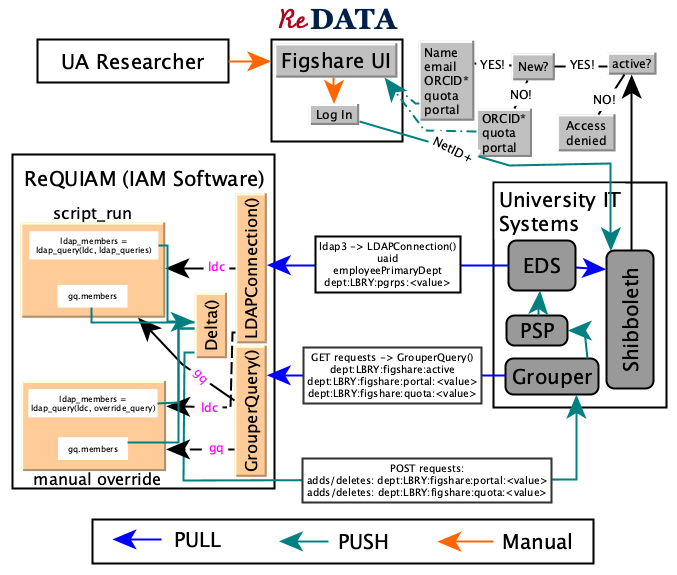 ReDATA
UA Researcher
Figshare UI
Log In
Name
email
ORCID*
quota
portal
YES!
New?
YES!
active?
NO!
NO!
ORCID*
quota
portal
Access
denied
NetID+
ReQUIAM (IAM Software)
script_run
ldap_members =
ldap_query(ldc, ldap_queries)
gq.members
ldc
LDAPConnection()
Delta()
gq
GrouperQuery()
ldap_members =
ldap_query(ldc, override_query)
gq.members
ldc
gq
manual override
ldap3 -> LDAPConnection()
uaid
employeePrimaryDept
dept:LBRY:pgrps:<value>
GET requests -> GrouperQuery()
dept:LBRY:figshare:active
dept:LBRY:figshare:portal:<value>
dept:LBRY:figshare:quota:<value>
POST requests:
adds/deletes: dept:LBRY:figshare:portal:<value>
adds/deletes: dept:LBRY:figshare:quota:<value>
University IT
Systems
EDS
PSP
Grouper
Shibboleth
PULL
PUSH
Manual